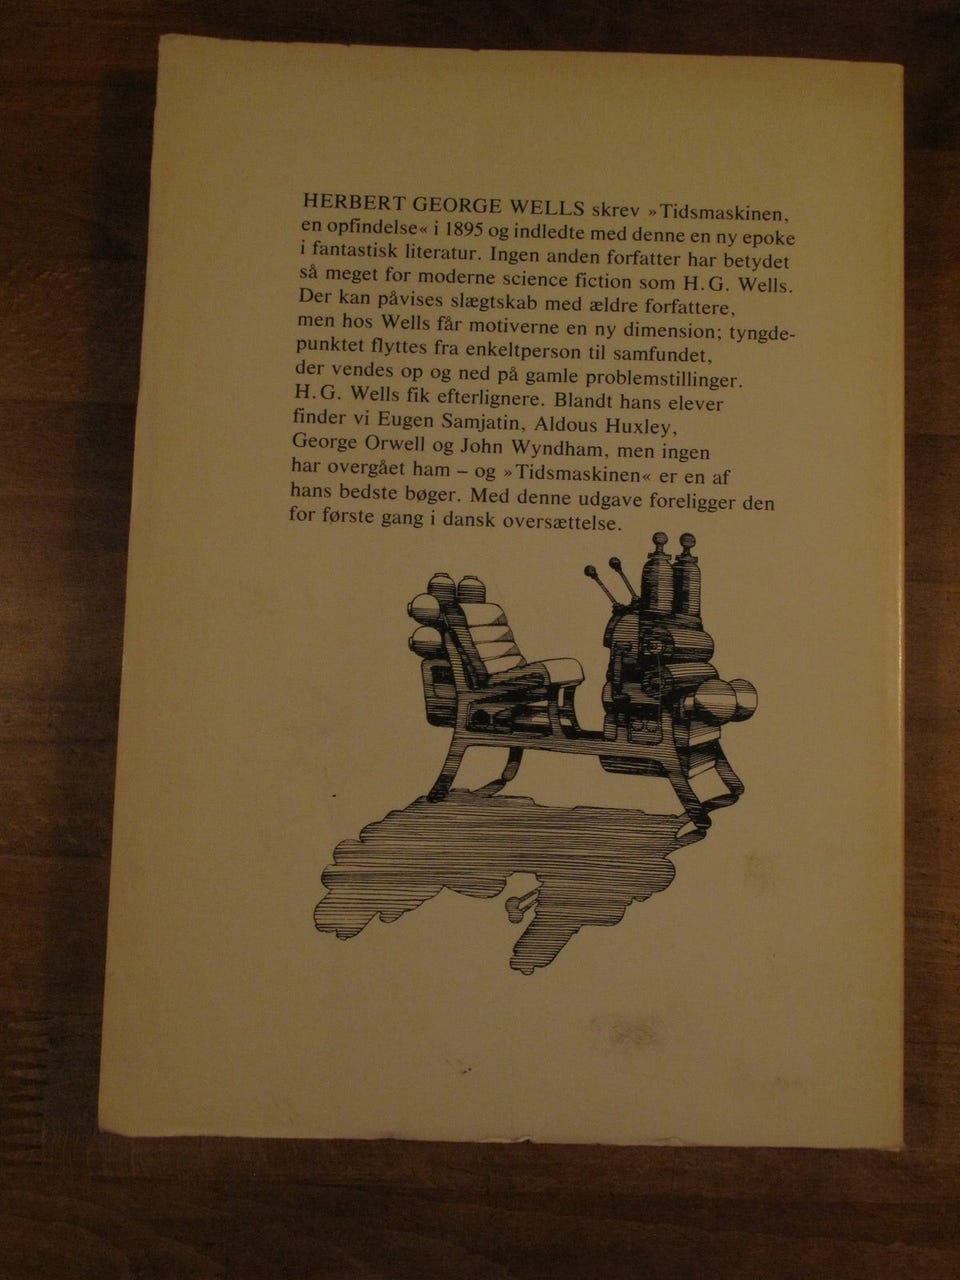 HERBERT GEORGE WELLS skrev »Tidsmaskinen,
en opfindelse« i 1895 og indledte med denne en ny epoke
i fantastisk literatur. Ingen anden forfatter har betydet
så meget for moderne science fiction som H.G. Wells.
Der kan påvises slægtskab med ældre forfattere,
men hos Wells får motiverne en ny dimension; tyngde-
punktet flyttes fra enkeltperson til samfundet,
der vendes op og ned på gamle problemstillinger.
H.G. Wells fik efterlignere. Blandt hans elever
finder vi Eugen Samjatin, Aldous Huxley,
George Orwell og John Wyndham, men ingen
har overgået ham – og »Tidsmaskinen« er en af
hans bedste bøger. Med denne udgave foreligger den
for første gang i dansk oversættelse.